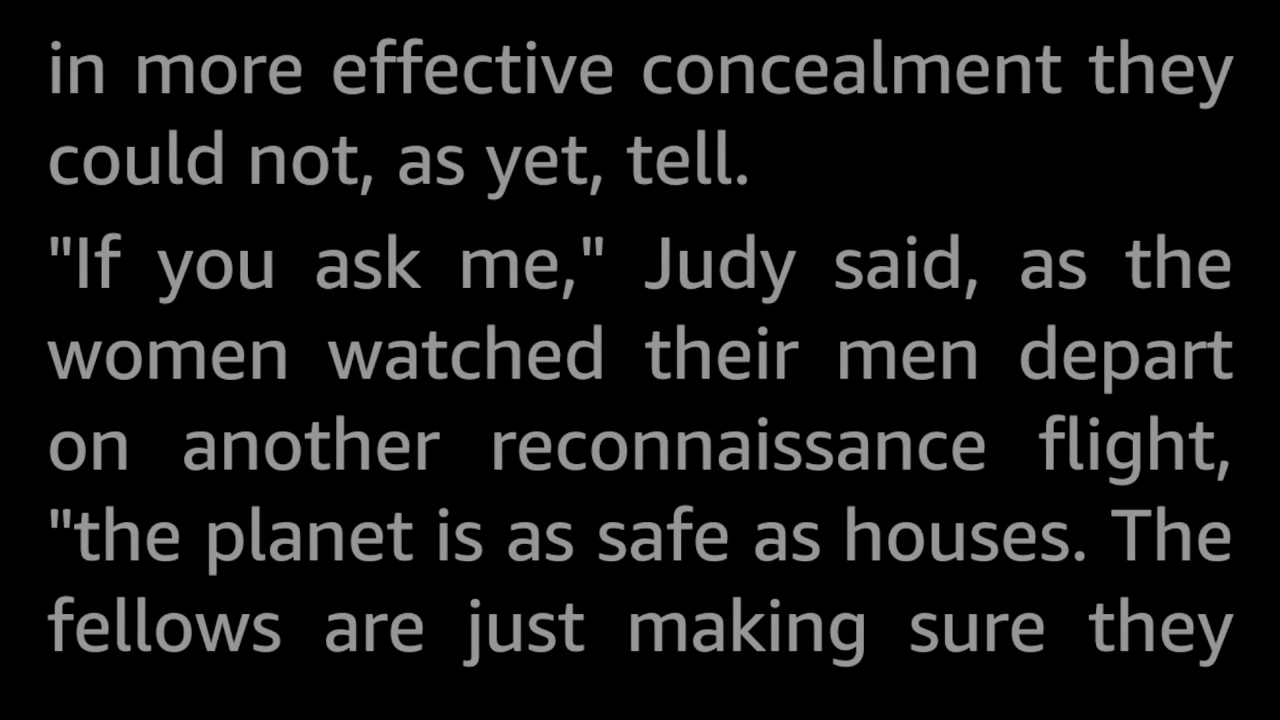 in more effective concealment they
could not, as yet, tell.
"If you ask me," Judy said, as the
women watched their men depart
on another reconnaissance flight,
"the planet is as safe as houses. The
fellows are just making sure they